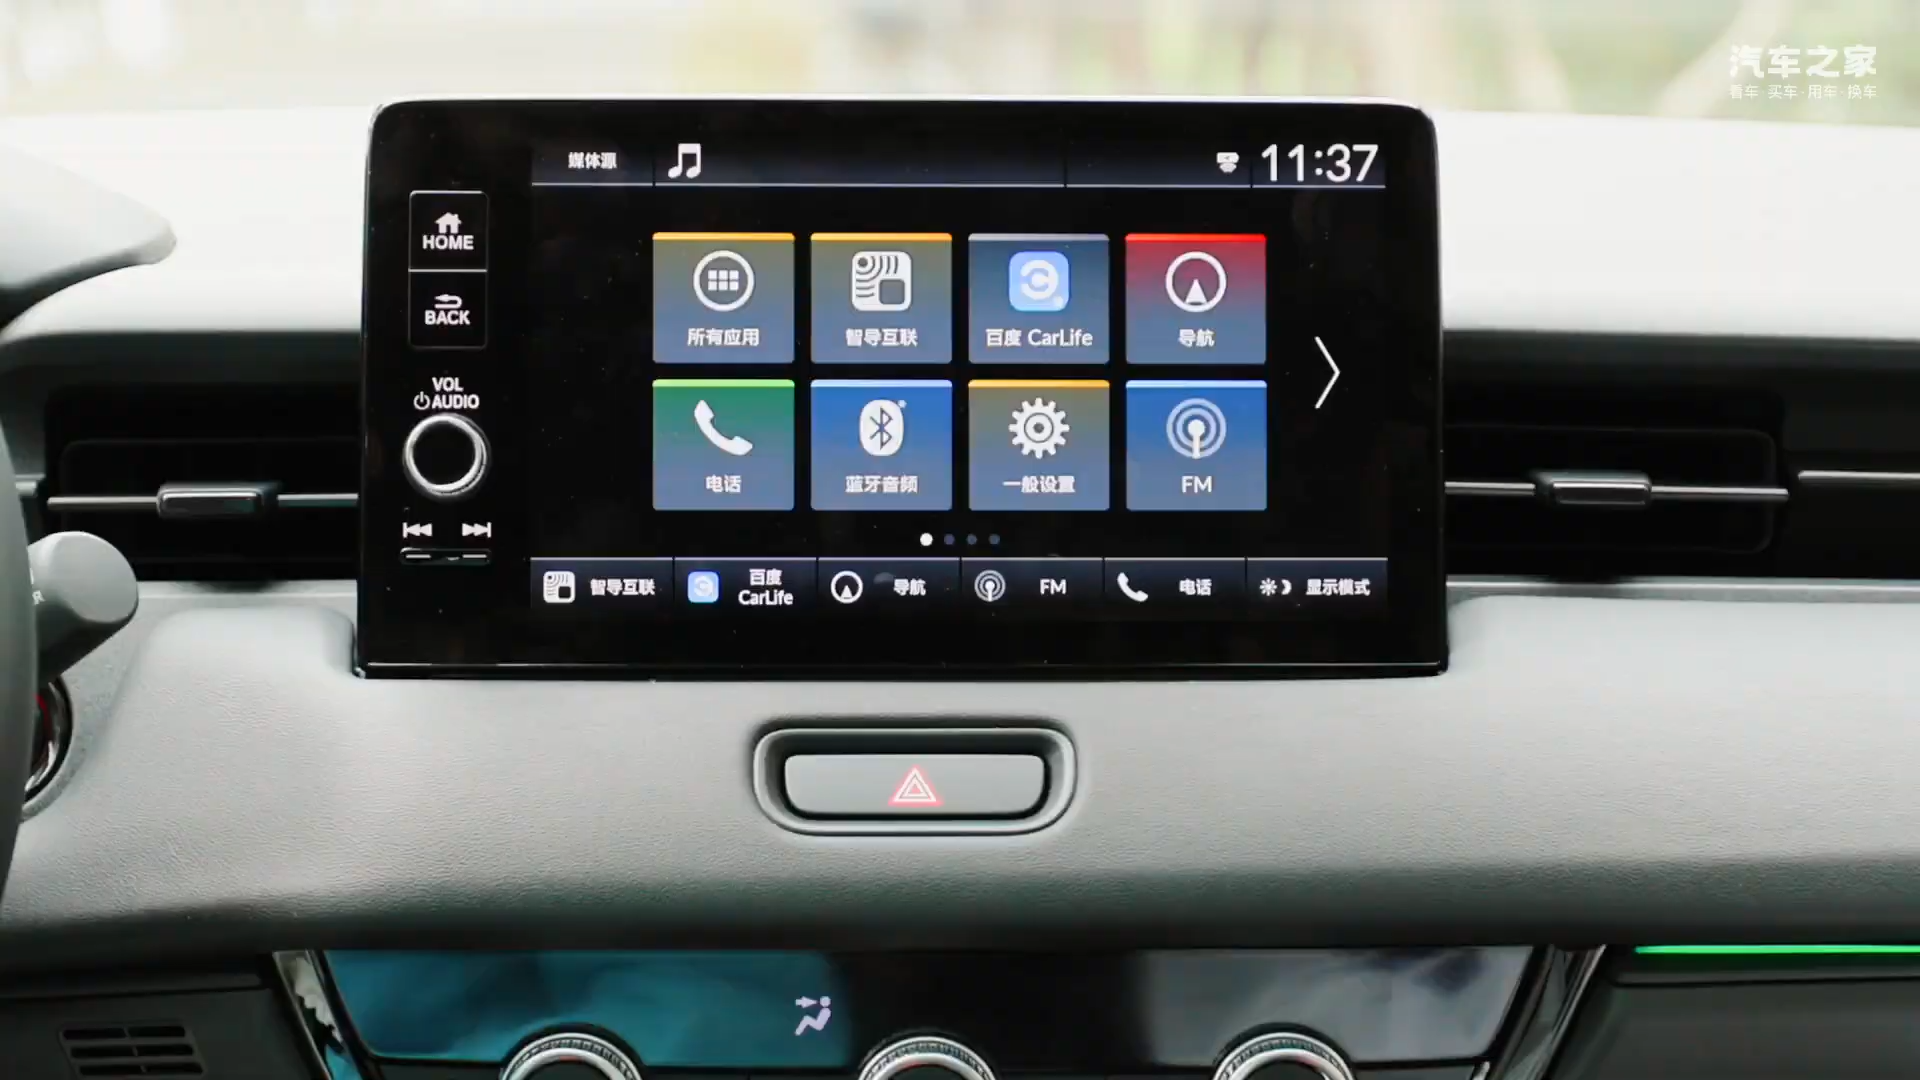 汽车之家
看车·买车·用车·换车
媒体源
11:37
HOME
BACK
VOL
AUDIO
所有应用
智导互联
百度 CarLife
导航
电话
蓝牙音频
一般设置
FM
智导互联
百度
CarLife
导航
FM
电话
显示模式